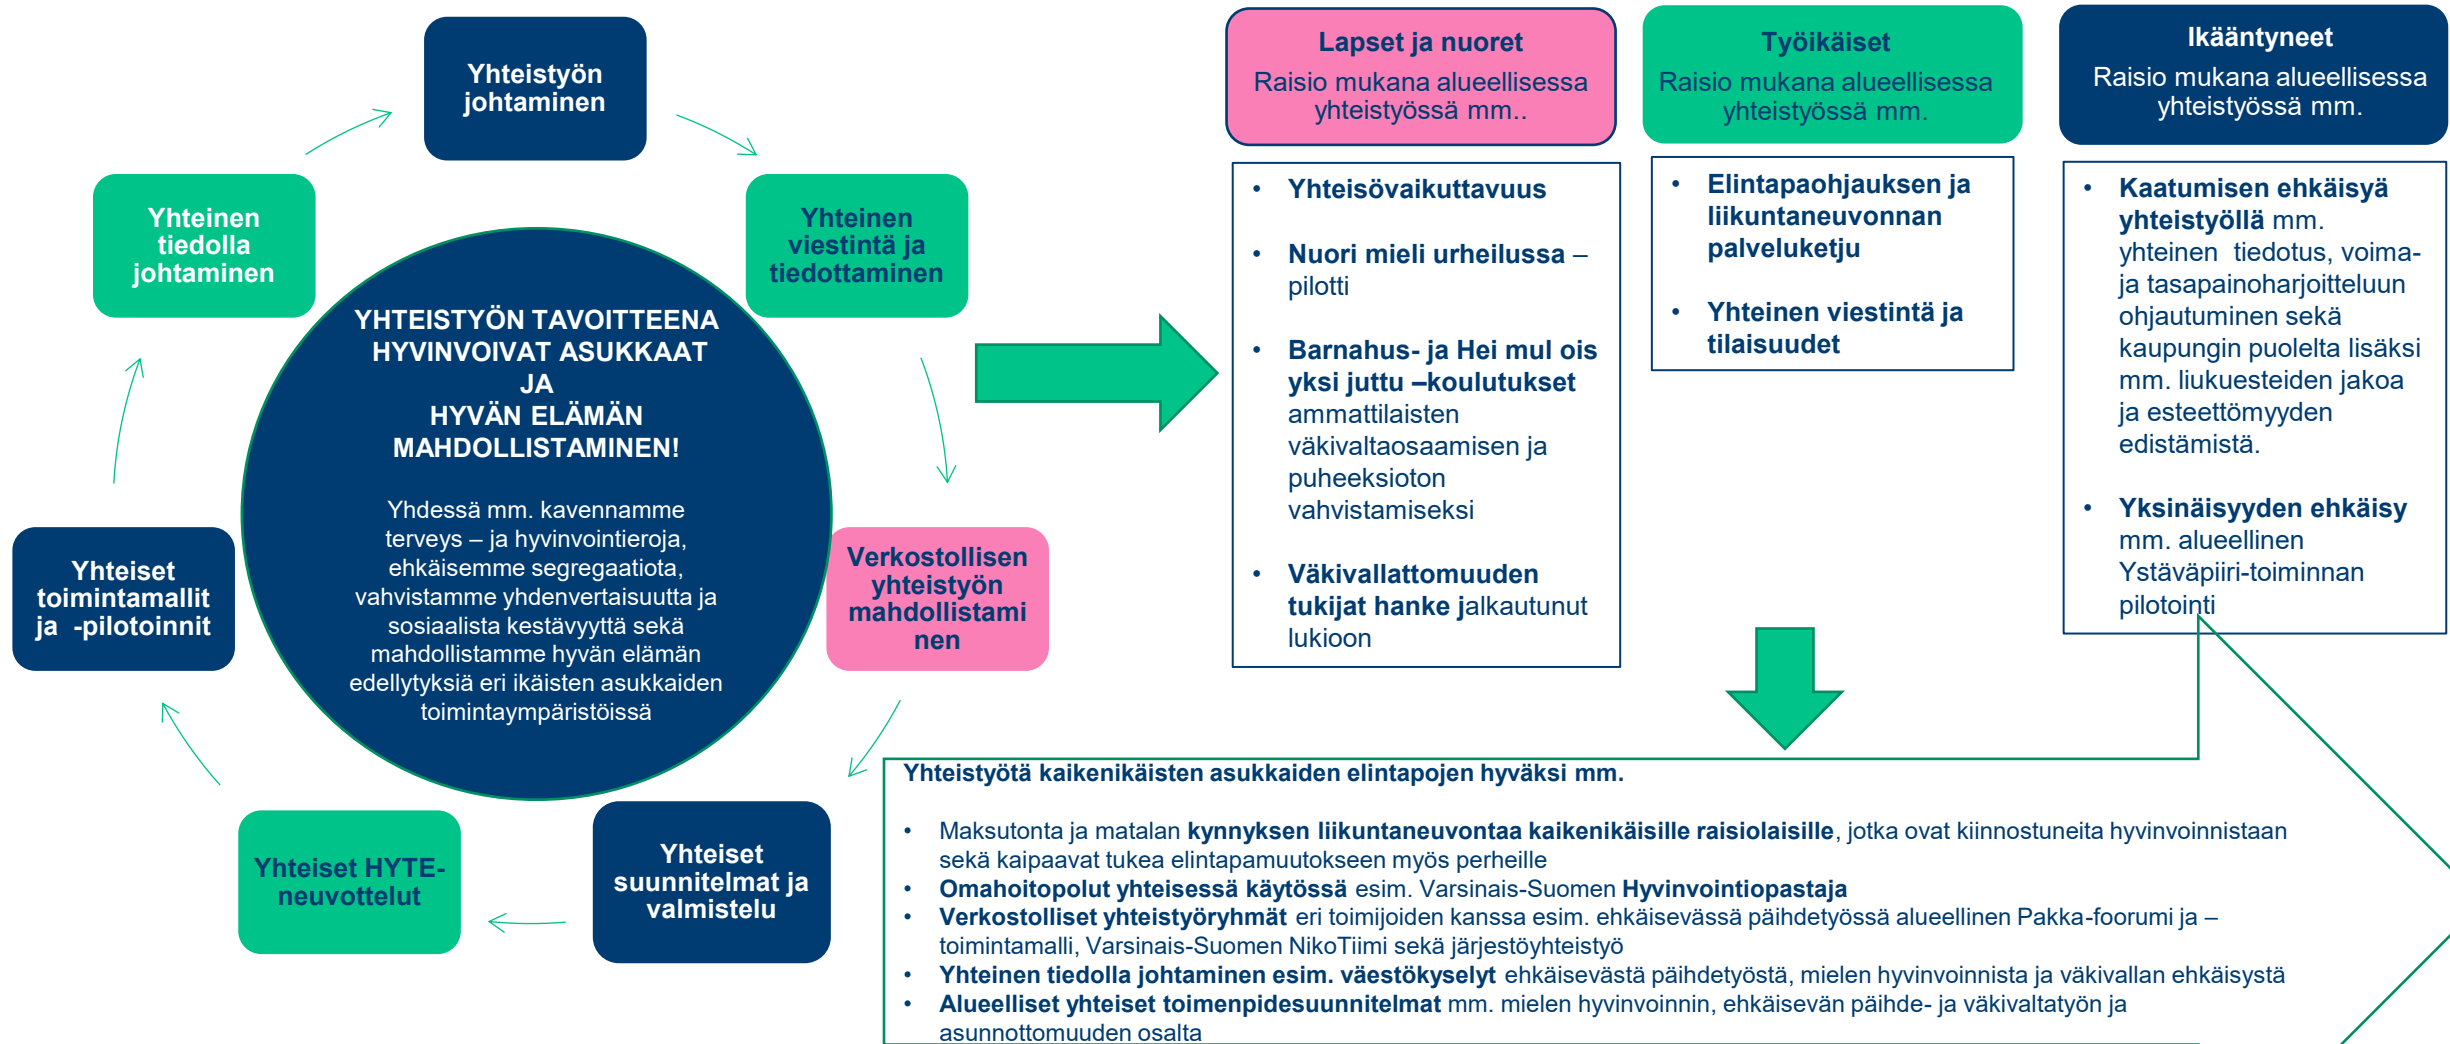 Yhteistyön
johtaminen
Yhteinen
viestintä ja
tiedottaminen
Verkostollisen
yhteistyön
mahdollistami
nen
Yhteiset
suunnitelmat ja
valmistelu
Yhteiset HYTE-
neuvottelut
Yhteiset
toimintamallit
ja -pilotoinnit
Yhteinen
tiedolla
johtaminen
YHTEISTYÖN TAVOITTEENA
HYVINVOIVAT ASUKKAAT
JA
HYVÄN ELÄMÄN
MAHDOLLISTAMINEN!
Yhdessä mm. kavennamme
terveys – ja hyvinvointieroja,
ehkäisemme segregaatiota,
vahvistamme yhdenvertaisuutta ja
sosiaalista kestävyyttä sekä
mahdollistamme hyvän elämän
edellytyksiä eri ikäisten asukkaiden
toimintaympäristöissä
Lapset ja nuoret
Raisio mukana alueellisessa
yhteistyössä mm..
• Yhteisövaikuttavuus
• Nuori mieli urheilussa –
pilotti
• Barnahus- ja Hei mul ois
yksi juttu –koulutukset
ammattilaisten
väkivaltaosaamisen ja
puheeksioton
vahvistamiseksi
• Väkivallattomuuden
tukijat hanke jalkautunut
lukioon
Työikäiset
Raisio mukana alueellisessa
yhteistyössä mm.
• Elintapaohjauksen ja
liikuntaneuvonnan
palveluketju
• Yhteinen viestintä ja
tilaisuudet
Ikääntyneet
Raisio mukana alueellisessa
yhteistyössä mm.
• Kaatumisen ehkäisyä
yhteistyöllä mm.
yhteinen tiedotus, voima-
ja tasapainoharjoitteluun
ohjautuminen sekä
kaupungin puolelta lisäksi
mm. liukuesteiden jakoa
ja esteettömyyden
edistämistä.
• Yksinäisyyden ehkäisy
mm. alueellinen
Ystäväpiiri-toiminnan
pilotointi
Yhteistyötä kaikenikäisten asukkaiden elintapojen hyväksi mm.
• Maksutonta ja matalan kynnyksen liikuntaneuvontaa kaikenikäisille raisiolaisille, jotka ovat kiinnostuneita hyvinvoinnistaan
sekä kaipaavat tukea elintapamuutokseen myös perheille
• Omahoitopolut yhteisessä käytössä esim. Varsinais-Suomen Hyvinvointiopastaja
• Verkostolliset yhteistyöryhmät eri toimijoiden kanssa esim. ehkäisevässä päihdetyössä alueellinen Pakka-foorumi ja –
toimintamalli, Varsinais-Suomen NikoTiimi sekä järjestöyhteistyö
• Yhteinen tiedolla johtaminen esim. väestökyselyt ehkäisevästä päihdetyöstä, mielen hyvinvoinnista ja väkivallan ehkäisystä
• Alueelliset yhteiset toimenpidesuunnitelmat mm. mielen hyvinvoinnin, ehkäisevän päihde- ja väkivaltatyön ja
asunnottomuuden osalta